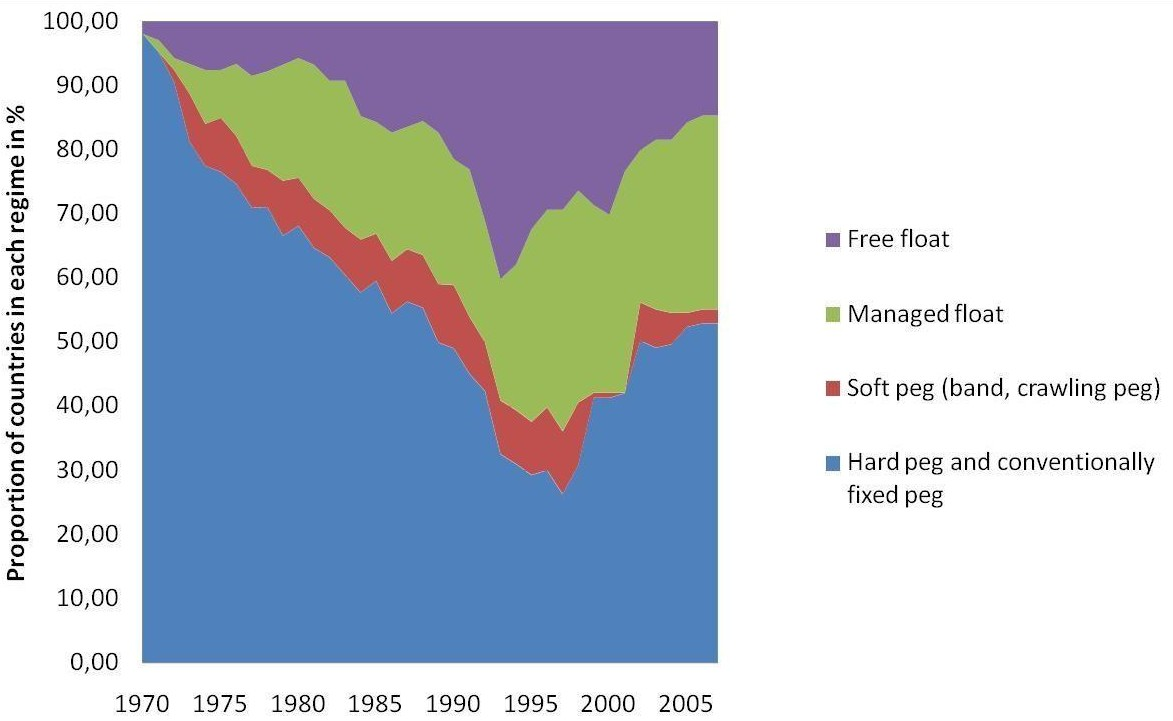 100,00
90,00
80,00
70,00
60,00
50,00
40,00
30,00
20,00
10,00
0,00
Proportion of countries in each regime in %
1970 1975 1980 1985 1990 1995 2000 2005
Free float
Managed float
Soft peg (band, crawling peg)
Hard peg and conventionally
fixed peg